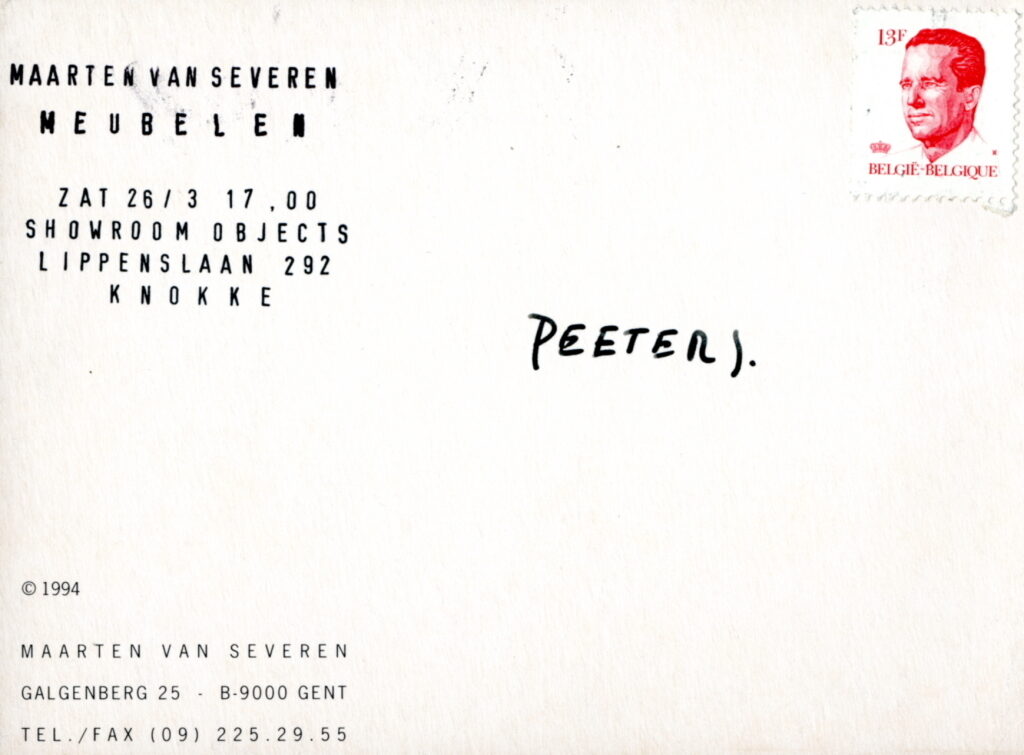 MAARTEN VAN SEVEREN
MEUBELEN
ZAT 26/3 17,00
SHOWROOM OBJECTS
LIPPENSLAAN 292
KNOKKE
13F
BELGIË-BELGIQUE
PEETERS.
© 1994
MAARTEN VAN SEVEREN
GALGENBERG 25 - B-9000 GENT
TEL./FAX (09) 225.29.55